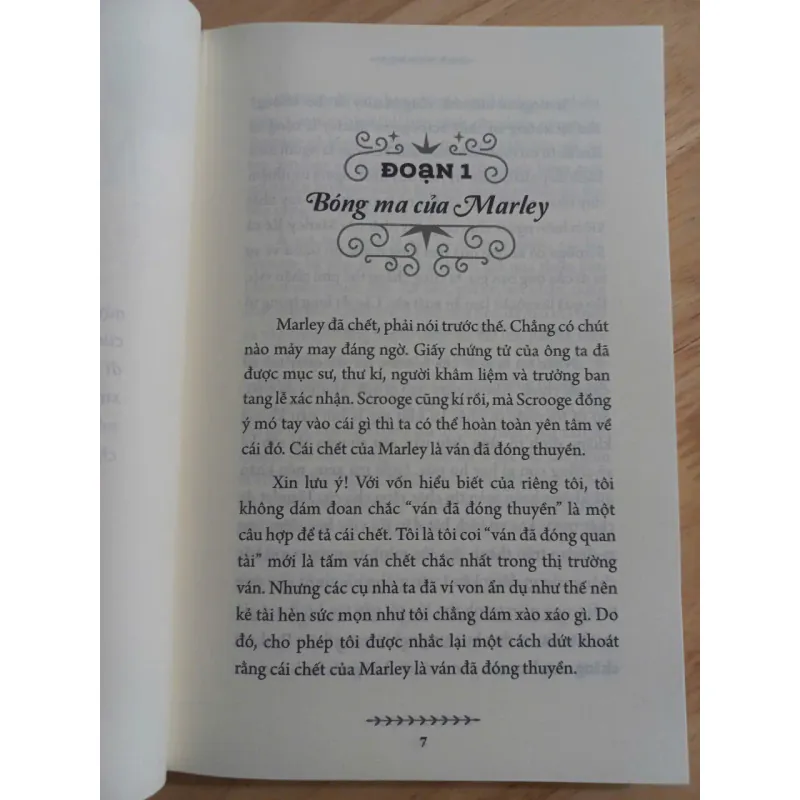 ĐOẠN 1
Bóng ma của Marley
Marley đã chết, phải nói trước thế. Chẳng có chút
nào mảy may đáng ngờ. Giấy chứng tử của ông ta đã
được mục sư, thư kí, người khâm liệm và trưởng ban
tang lễ xác nhận. Scrooge cũng kí rồi, mà Scrooge đồng
ý mó tay vào cái gì thì ta có thể hoàn toàn yên tâm về
cái đó. Cái chết của Marley là ván đã đóng thuyền.
Xin lưu ý! Với vốn hiểu biết của riêng tôi, tôi
không dám đoan chắc “ván đã đóng thuyền” là một
câu hợp để tả cái chết. Tôi là tôi coi “ván đã đóng quan
tài” mới là tấm ván chết chắc nhất trong thị trường
ván. Nhưng các cụ nhà ta đã ví von ẩn dụ như thế nên
kẻ tài hèn sức mọn như tôi chẳng dám xào xáo gì. Do
đó, cho phép tôi được nhắc lại một cách dứt khoát
rằng cái chết của Marley là ván đã đóng thuyền.
7